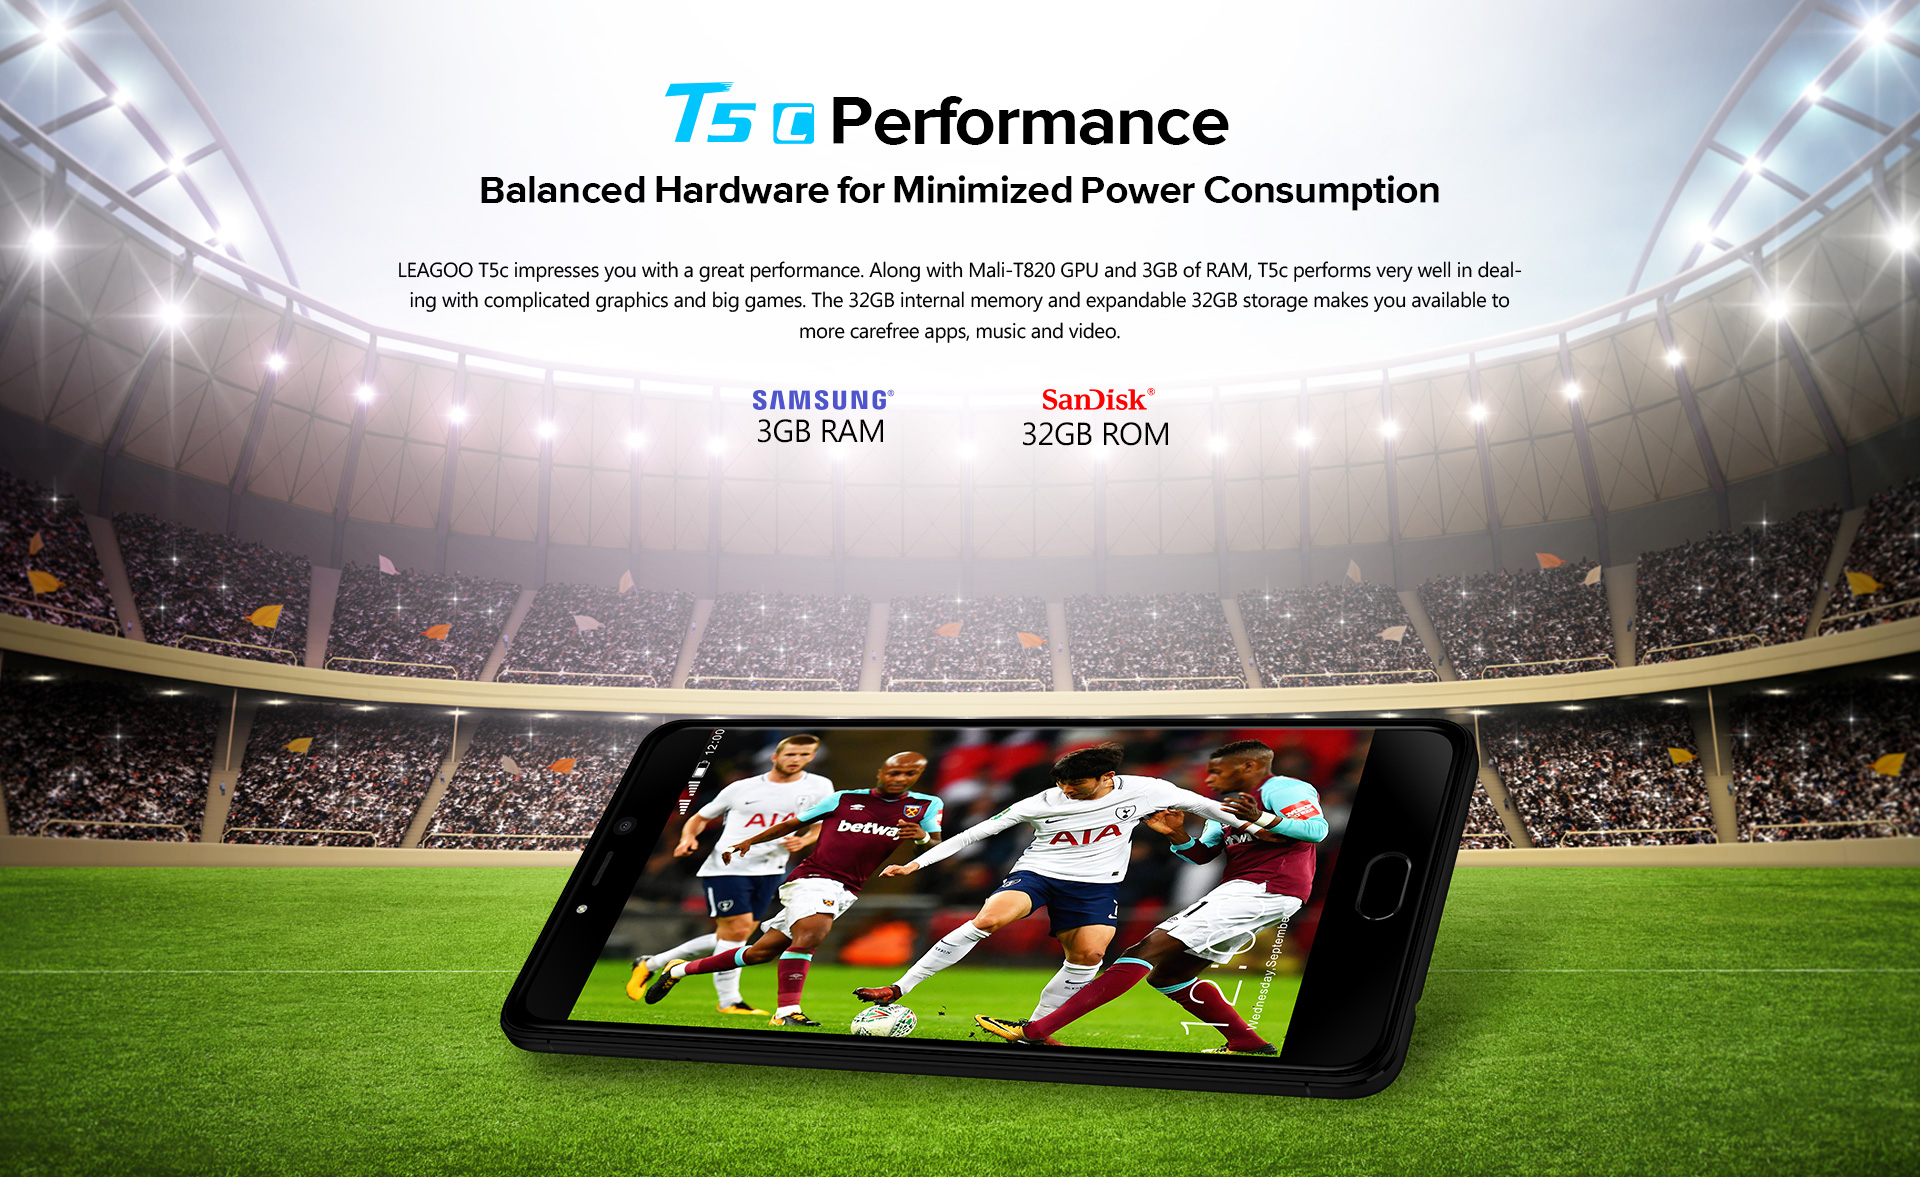 T5 c Performance
Balanced Hardware for Minimized Power Consumption
LEAGOO T5c impresses you with a great performance. Along with Mali-T820 GPU and 3GB of RAM, T5c performs very well in deal-
ing with complicated graphics and big games. The 32GB internal memory and expandable 32GB storage makes you available to
more carefree apps, music and video.
SAMSUNG®
3GB RAM
SanDisk®
32GB ROM
12:00
AIA
betwa
AIA
Wednesday,September